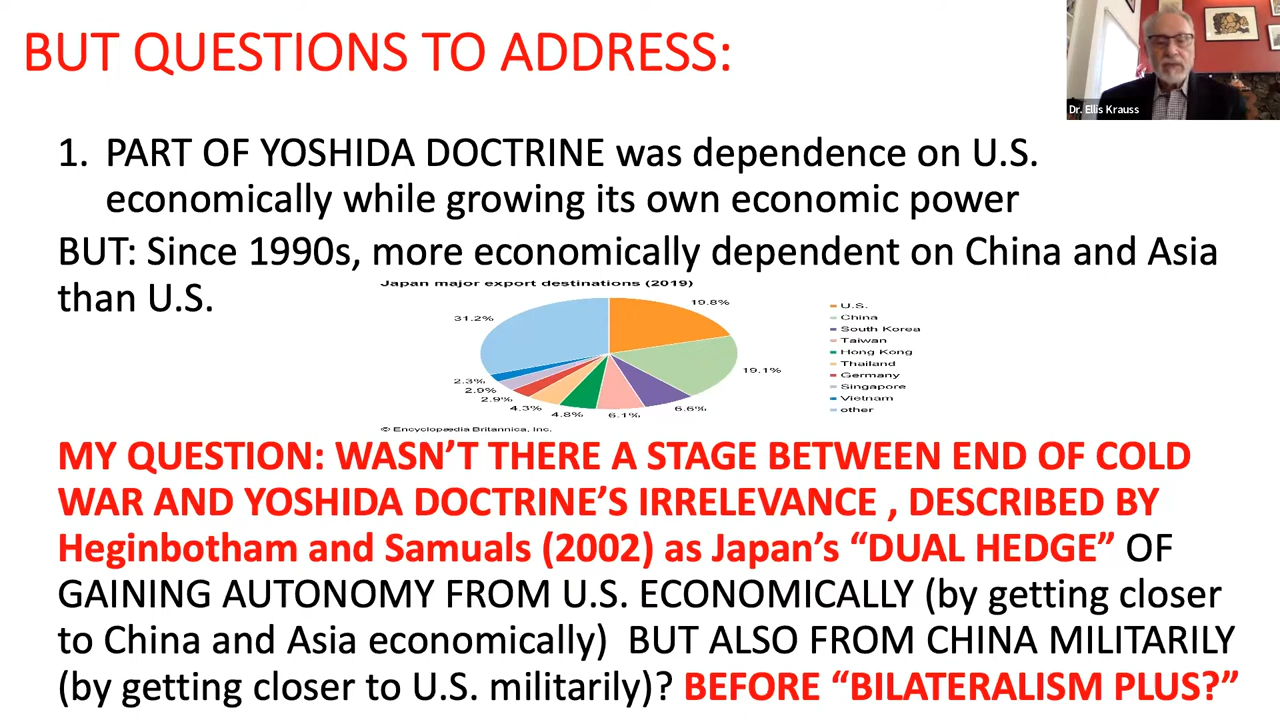 BUT QUESTIONS TO ADDRESS:
Dr. Ellis Krauss
1. PART OF YOSHIDA DOCTRINE was dependence on U.S.
economically while growing its own economic power
BUT: Since 1990s, more economically dependent on China and Asia
than U.S.
Japan major export destinations (2019)
19.8%
31.2%
19.1%
2.3%
2.9%
2.9%
4.3%
4.8%
6.1%
6.6%
U.S.
China
South Korea
Taiwan
Hong Kong
Thailand
Germany
Singapore
Vietnam
other
© Encyclopædia Britannica, Inc.
MY QUESTION: WASN'T THERE A STAGE BETWEEN END OF COLD
WAR AND YOSHIDA DOCTRINE'S IRRELEVANCE , DESCRIBED BY
Heginbotham and Samuals (2002) as Japan's “DUAL HEDGE” OF
GAINING AUTONOMY FROM U.S. ECONOMICALLY (by getting closer
to China and Asia economically) BUT ALSO FROM CHINA MILITARILY
(by getting closer to U.S. militarily)? BEFORE “BILATERALISM PLUS?”